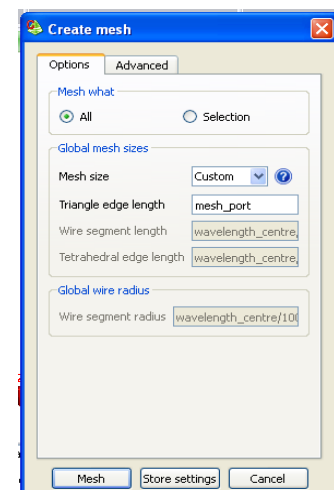 Create mesh
Options Advanced
Mesh what
All Selection
Global mesh sizes
Mesh size Custom ?
Triangle edge length mesh_port
Wire segment length wavelength_centre,
Tetrahedral edge length wavelength_centre,
Global wire radius
Wire segment radius wavelength_centre/100
Mesh Store settings Cancel